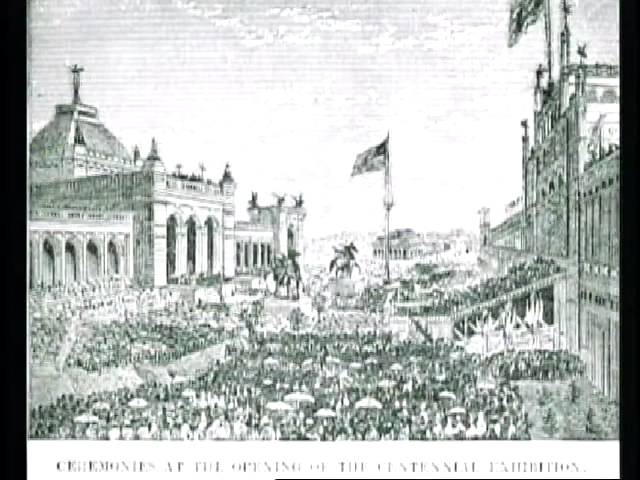 CEREMONIES AT THE OPENING OF THE CENTENNIAL EXHIBITION.